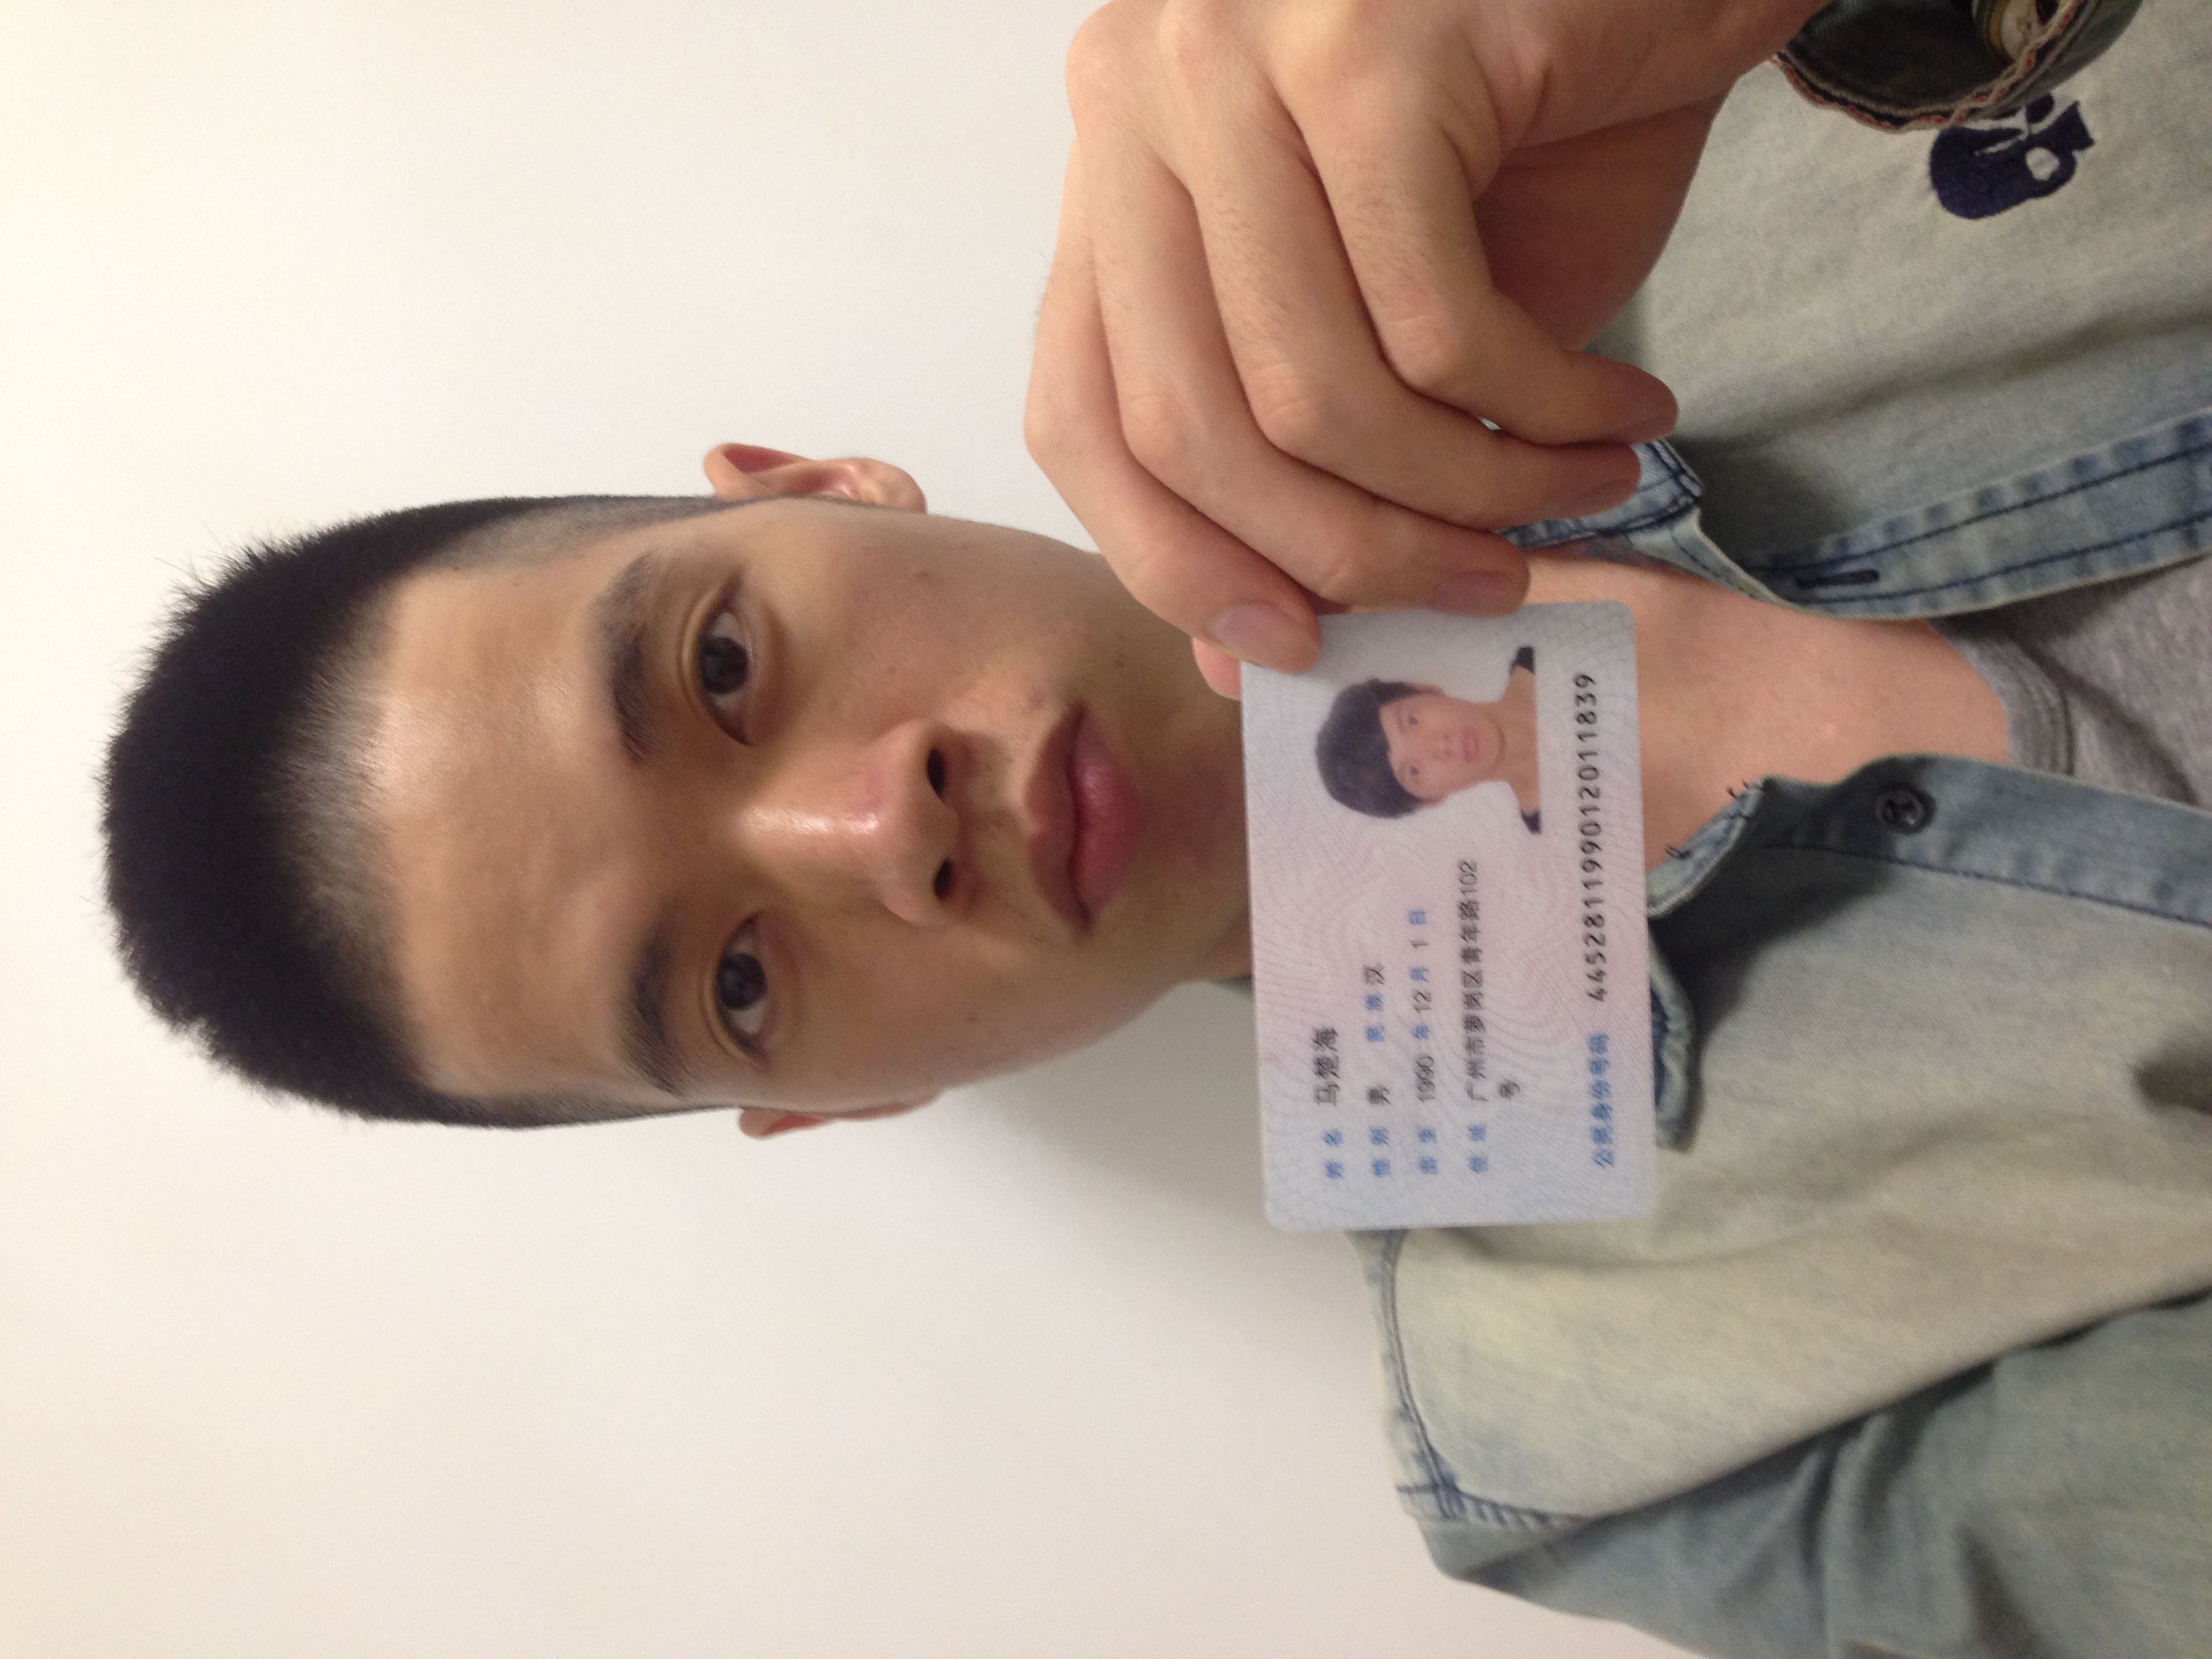 姓名 马楚海
性别 男 民族 汉
出生 1990 年 12 月 1 日
住址 广州市萝岗区青年路102
号
公民身份号码 445281199012011839